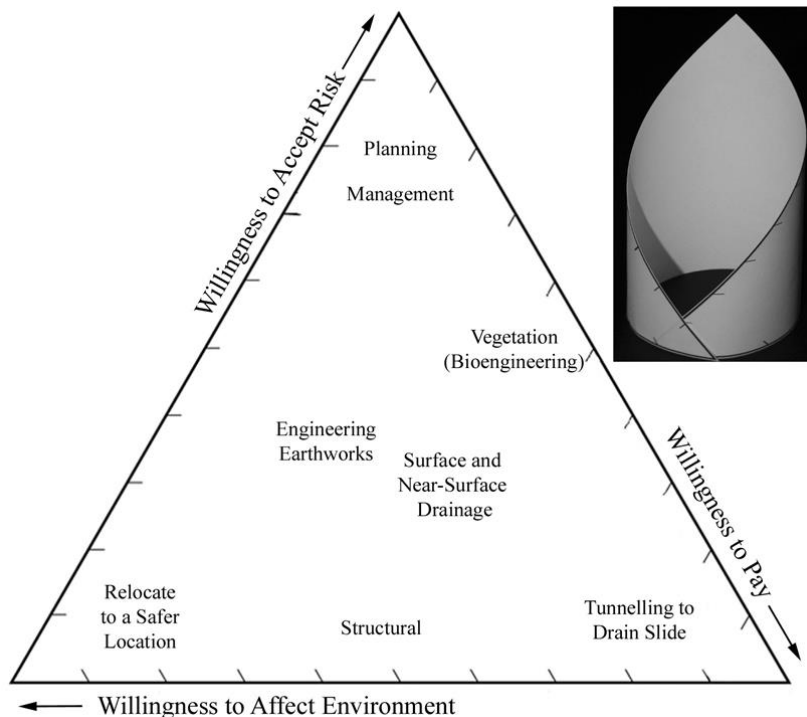 Willingness to Accept Risk
Planning
Management
Vegetation
(Bioengineering)
Engineering
Earthworks
Surface and
Near-Surface
Drainage
Willingness to Pay
Relocate
to a Safer
Location
Structural
Tunnelling to
Drain Slide
Willingness to Affect Environment